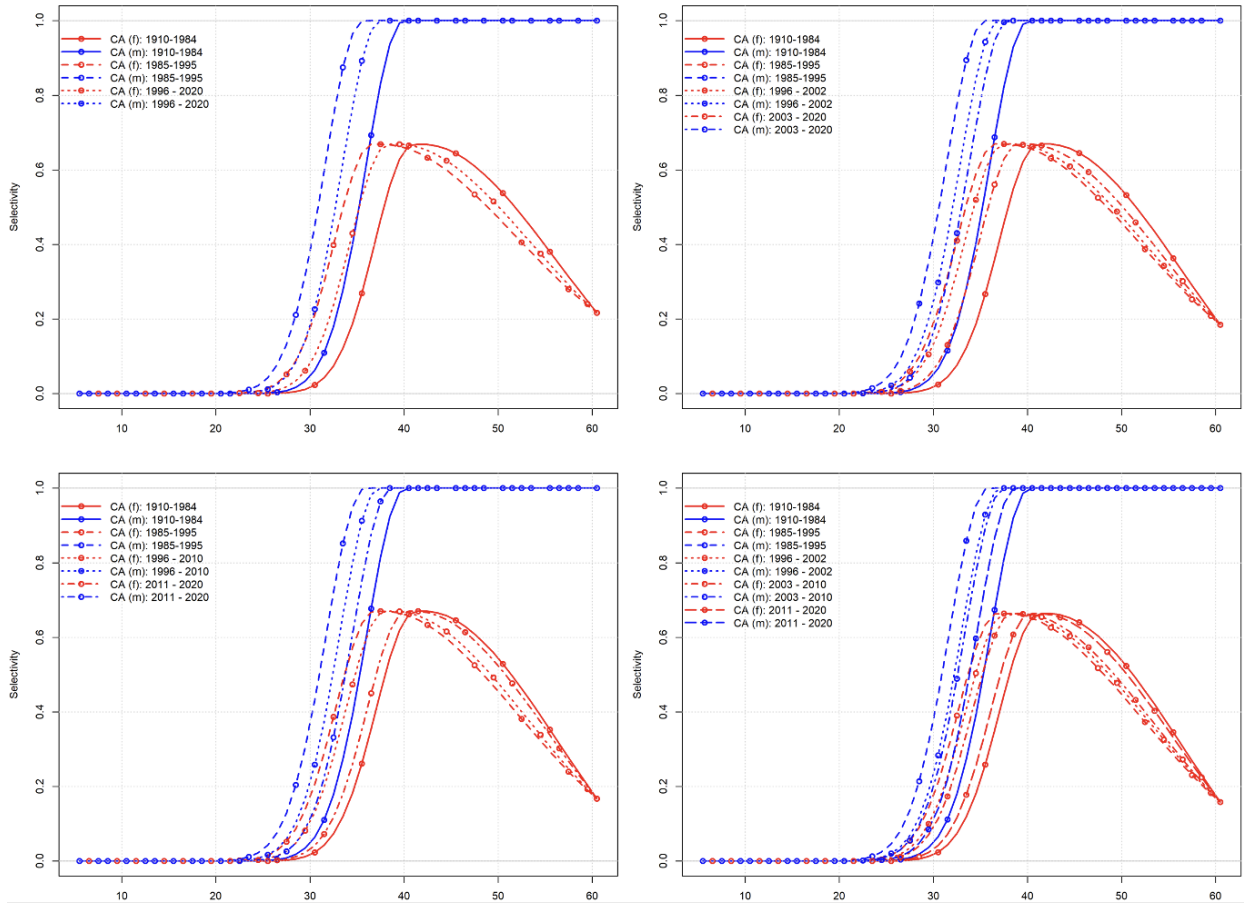 1.0
0.8
0.6
0.4
0.2
0.0
Selectivity
CA (f): 1910-1984
CA (m): 1910-1984
CA (f): 1985-1995
CA (m): 1985-1995
CA (f): 1996 - 2020
CA (m): 1996 - 2020
10 20 30 40 50 60
1.0
0.8
0.6
0.4
0.2
0.0
Selectivity
CA (f): 1910-1984
CA (m): 1910-1984
CA (f): 1985-1995
CA (m): 1985-1995
CA (f): 1996 - 2002
CA (m): 1996 - 2002
CA (f): 2003 - 2020
CA (m): 2003 - 2020
10 20 30 40 50 60
1.0
0.8
0.6
0.4
0.2
0.0
Selectivity
CA (f): 1910-1984
CA (m): 1910-1984
CA (f): 1985-1995
CA (m): 1985-1995
CA (f): 1996 - 2010
CA (m): 1996 - 2010
CA (f): 2011 - 2020
CA (m): 2011 - 2020
10 20 30 40 50 60
1.0
0.8
0.6
0.4
0.2
0.0
Selectivity
CA (f): 1910-1984
CA (m): 1910-1984
CA (f): 1985-1995
CA (m): 1985-1995
CA (f): 1996 - 2002
CA (m): 1996 - 2002
CA (f): 2003 - 2010
CA (m): 2003 - 2010
CA (f): 2011 - 2020
CA (m): 2011 - 2020
10 20 30 40 50 60